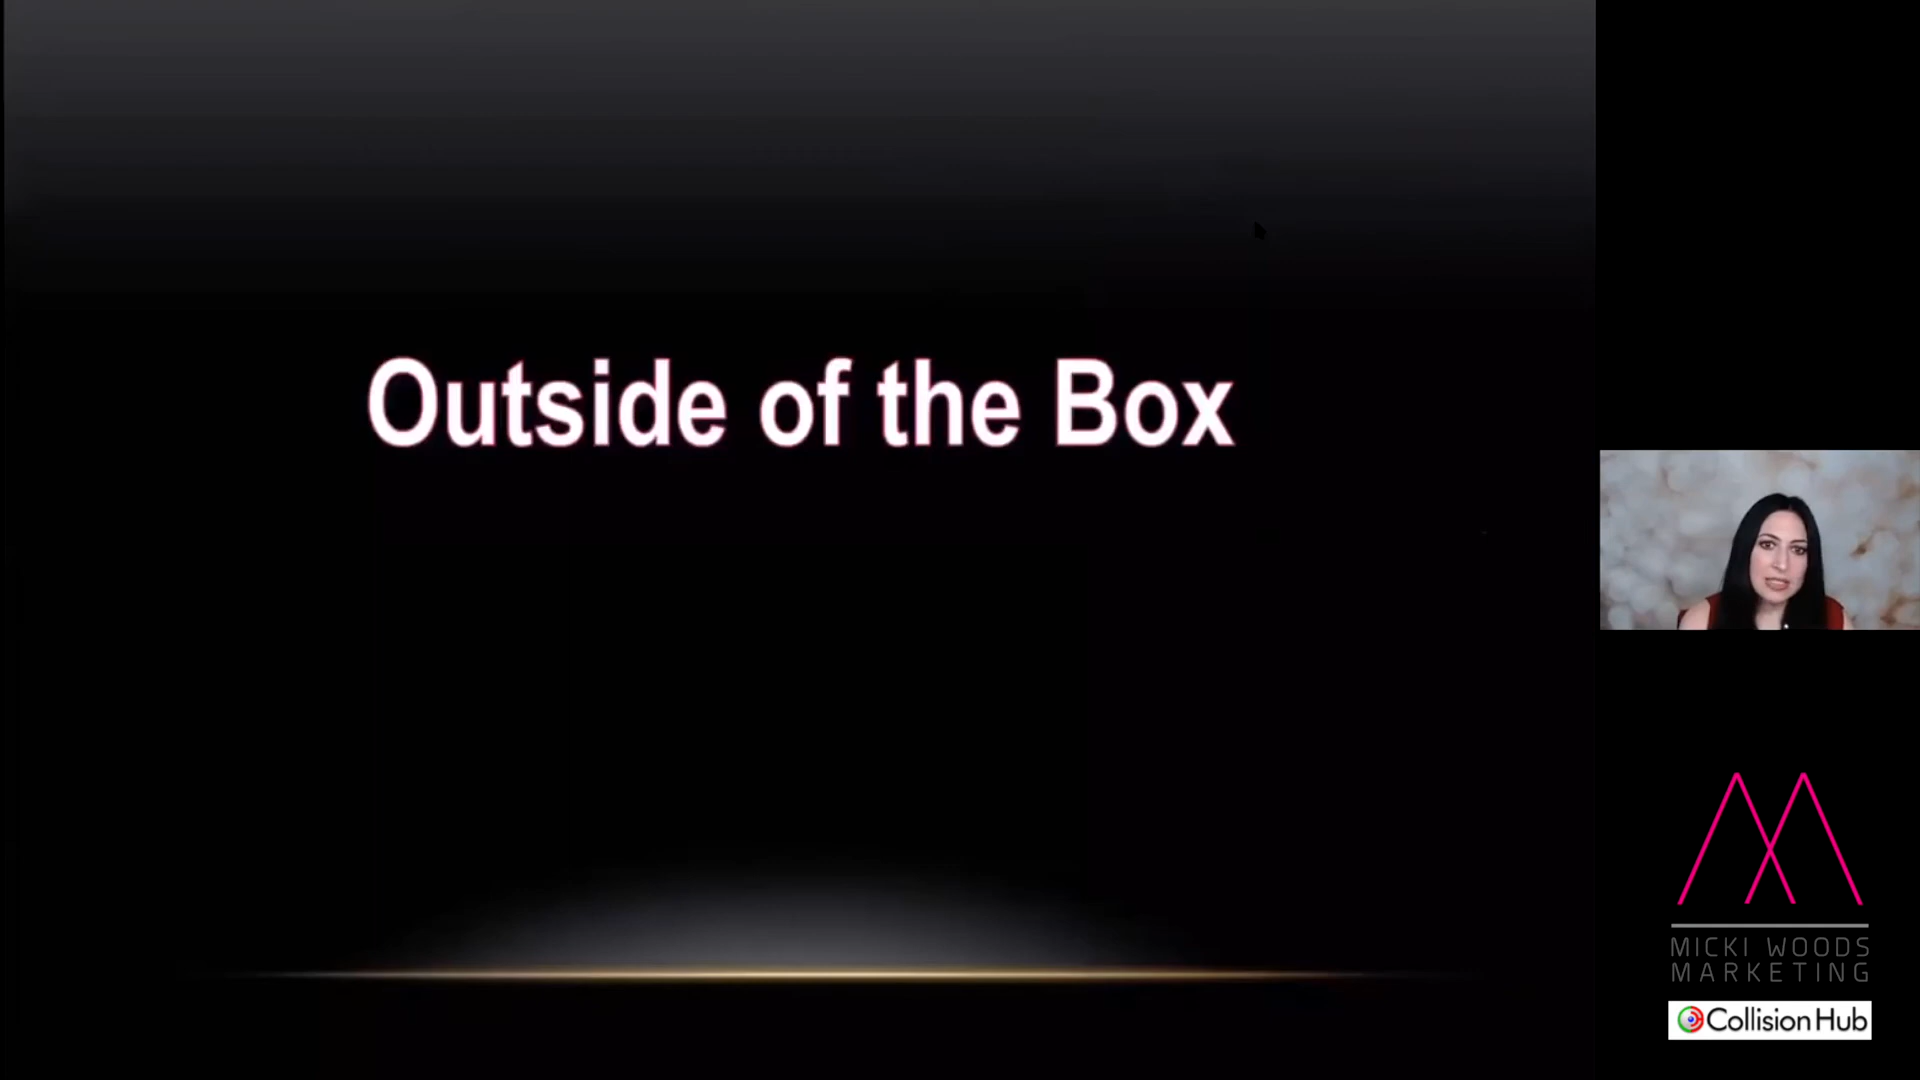 Outside of the Box
MICKI WOODS
MARKETING
Collision Hub